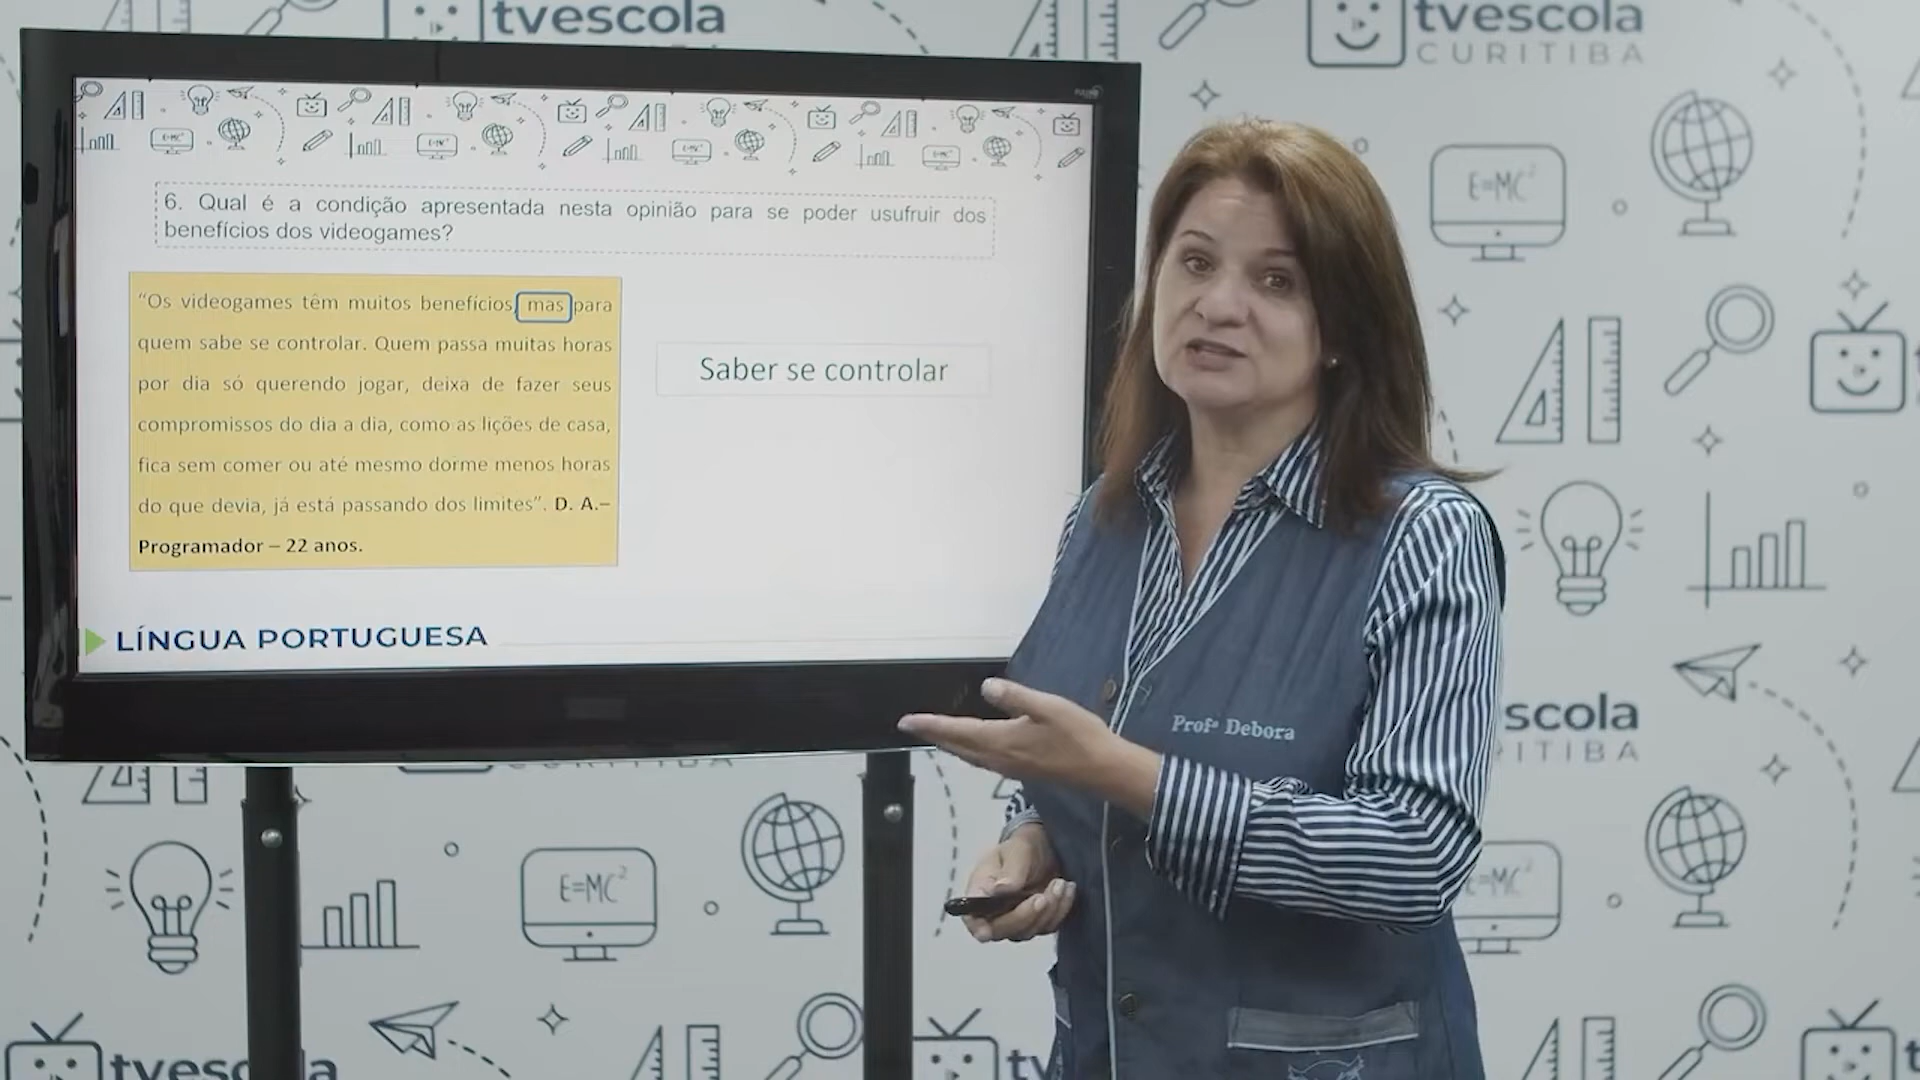 tvescola
tvescola
CURITIBA
6. Qual é a condição apresentada nesta opinião para se poder usufruir dos
benefícios dos videogames?
“Os videogames têm muitos benefícios, mas para
quem sabe se controlar. Quem passa muitas horas
por dia só querendo jogar, deixa de fazer seus
compromissos do dia a dia, como as lições de casa,
fica sem comer ou até mesmo dorme menos horas
do que devia, já está passando dos limites”. D. A.–
Programador – 22 anos.
Saber se controlar
LÍNGUA PORTUGUESA
Profª Debora
E=MC²
scola
RITIBA
CURITIBA
E=MC²
=MC²
tvescola
tv